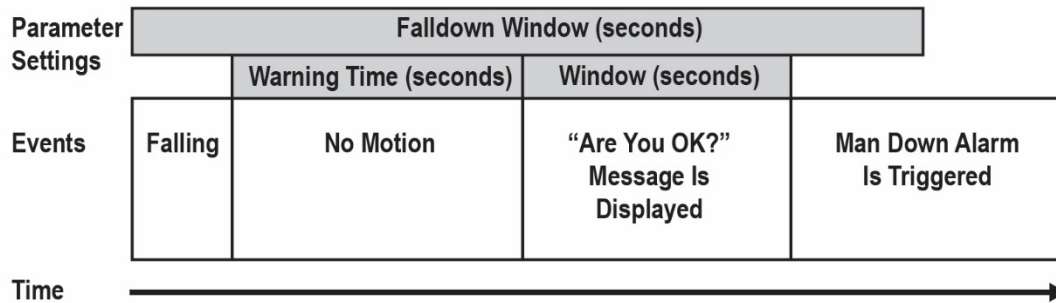 Parameter Settings
Falldown Window (seconds)
Warning Time (seconds)
Window (seconds)
Events
Falling
No Motion
“Are You OK?”
Message Is
Displayed
Man Down Alarm
Is Triggered
Time